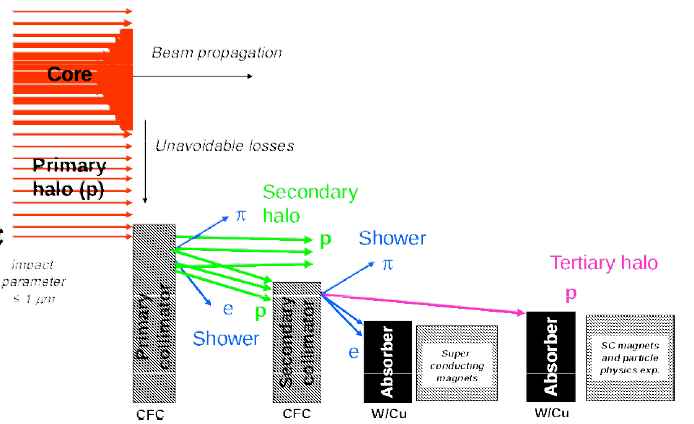 Core
Beam propagation
Unavoidable losses
Primary
halo (p)
Secondary
halo
π
p
Shower
π
Tertiary halo
p
impact
parameter
≤ 1 μm
e
Shower
p
e
Primary
collimator
Secondary
collimator
Absorber
Super
conducting
magnets
Absorber
SC magnets
and particle
physics exp.
CFC
CFC
W/Cu
W/Cu